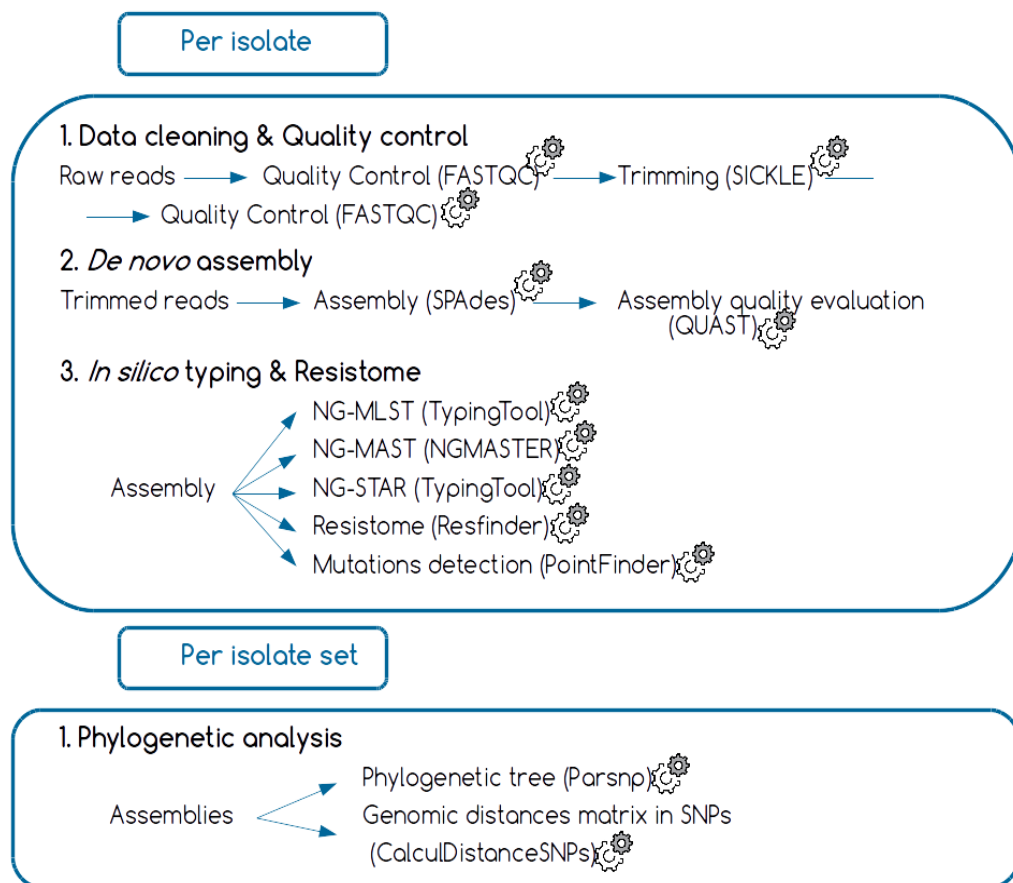 Per isolate
1. Data cleaning & Quality control
Raw reads Quality Control (FASTQC) Trimming (SICKLE)
Quality Control (FASTQC)
2. De novo assembly
Trimmed reads Assembly (SPAdes) Assembly quality evaluation
(QUAST)
3. In silico typing & Resistome
NG-MLST (TypingTool)
NG-MAST (NGMASTER)
Assembly NG-STAR (TypingTool)
Resistome (Resfinder)
Mutations detection (PointFinder)
Per isolate set
1. Phylogenetic analysis
Phylogenetic tree (Parsnp)
Assemblies Genomic distances matrix in SNPs
(CalculDistanceSNPs)